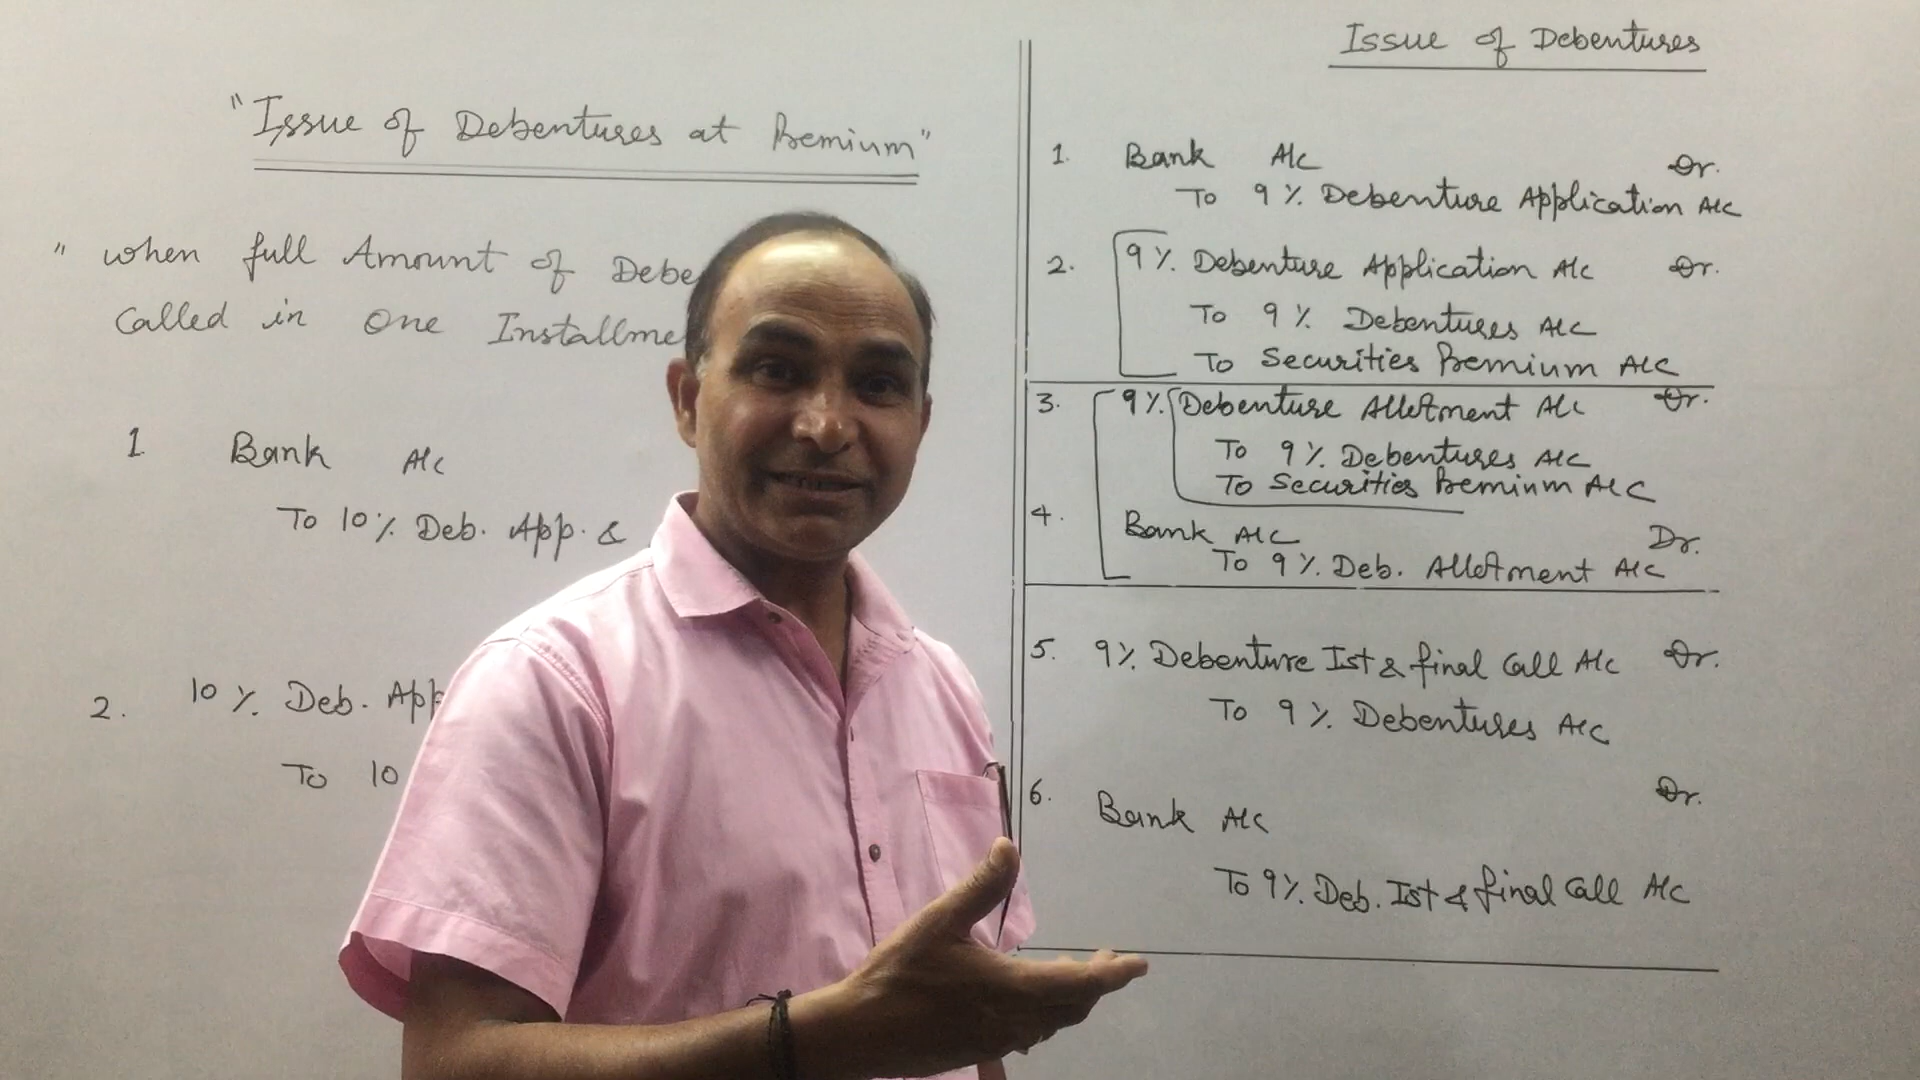 "Issue of Debentures at Premium"
" when full Amount of Debe
Called in One Installme
1 Bank A/c
To 10% Deb. App. &
2. 10% Deb. App
To 10
Issue of Debentures
1. Bank A/c Dr.
To 9% Debenture Application A/c
2. 9% Debenture Application A/c Dr.
To 9% Debentures A/c
To Securities Premium A/c
3. 9% Debenture Allotment A/c Dr.
To 9% Debentures A/c
To Securities Premium A/c
4. Bank A/c Dr.
To 9% Deb. Allotment A/c
5. 9% Debenture Ist & final Call A/c Dr.
To 9% Debentures A/c
6. Bank A/c Dr.
To 9% Deb. Ist & final Call A/c